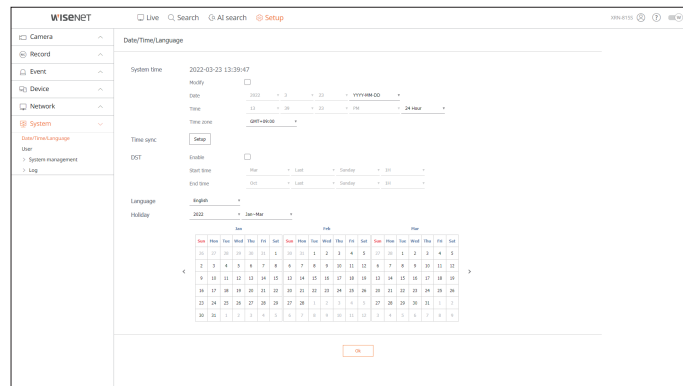 WISENET
Live Search AI search Setup
XRN-815S
Camera
Record
Event
Device
Network
System
Date/Time/Language
User
> System management
> Log
Date/Time/Language
System time 2022-03-23 13:39:47
Modify
Date 2022 3 23 YYYY-MM-DD
Time 13 39 23 PM 24 Hour
Time zone GMT+09:00
Time sync Setup
DST Enable
Start time Mar Last Sunday 1H
End time Oct Last Sunday 1H
Language English
Holiday 2022 Jan~Mar
Jan Feb Mar
Sun Mon Tue Wed Thu Fri Sat Sun Mon Tue Wed Thu Fri Sat Sun Mon Tue Wed Thu Fri Sat
26 27 28 29 30 31 1 30 31 1 2 3 4 5 27 28 1 2 3 4 5
2 3 4 5 6 7 8 6 7 8 9 10 11 12 6 7 8 9 10 11 12
9 10 11 12 13 14 15 13 14 15 16 17 18 19 13 14 15 16 17 18 19
16 17 18 19 20 21 22 20 21 22 23 24 25 26 20 21 22 23 24 25 26
23 24 25 26 27 28 29 27 28 1 2 3 4 5 27 28 29 30 31 1 2
30 31 1 2 3 4 5 6 7 8 9 10 11 12 3 4 5 6 7 8 9
Ok